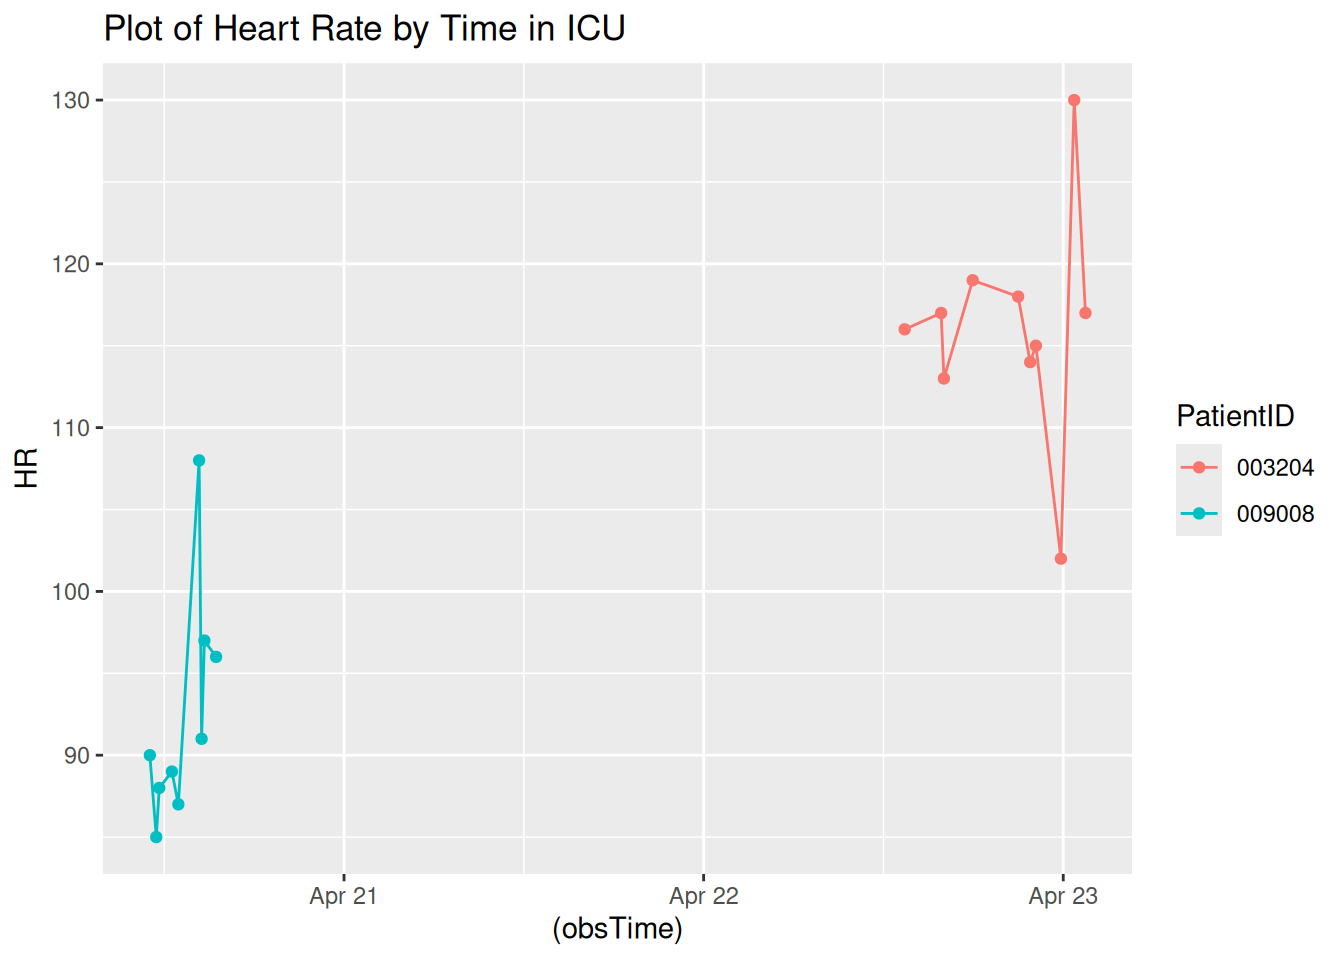 Plot of Heart Rate by Time in ICU
130
120
110
100
90
HR
Apr 21
Apr 22
Apr 23
(obsTime)
PatientID
003204
009008